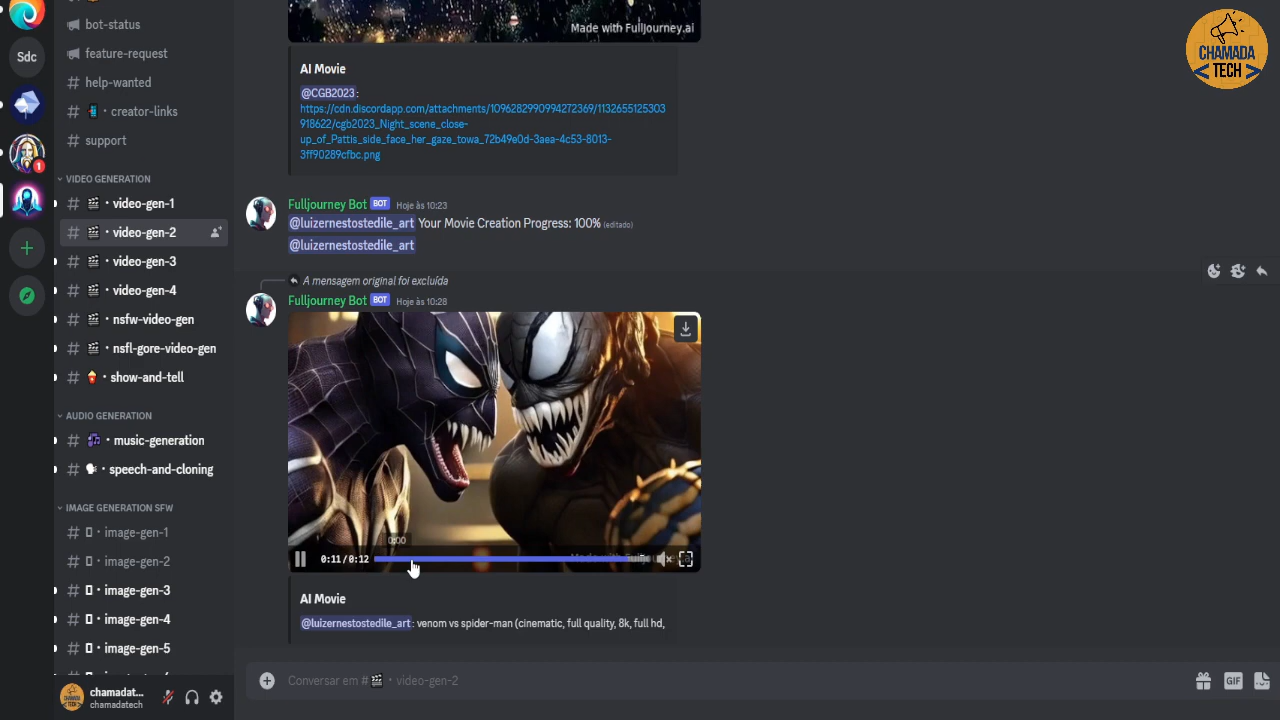 Sdc
1
bot-status
feature-request
# help-wanted
# • creator-links
# support
VIDEO GENERATION
# • video-gen-1
# • video-gen-2
# • video-gen-3
# • video-gen-4
# nsfw-video-gen
# nsfl-gore-video-gen
# • show-and-tell
AUDIO GENERATION
# • music-generation
# • speech-and-cloning
IMAGE GENERATION SFW
# • image-gen-1
# • image-gen-2
# • image-gen-3
# • image-gen-4
# • image-gen-5
chamadat...
chamadatech
Made with Fulljourney.ai
AI Movie
@CGB2023:
https://cdn.discordapp.com/attachments/1096282990994272369/1132655125303
918622/cgb2023_Night_scene_close-
up_of_Pattis_side_face_her_gaze_towa_72b49e0d-3aea-4c53-8013-
3ff90289cfbc.png
Fulljourney Bot BOT Hoje às 10:23
@luizernestostedile_art Your Movie Creation Progress: 100% (editado)
@luizernestostedile_art
A mensagem original foi excluída
Fulljourney Bot BOT Hoje às 10:28
0:00
0:11/0:12
Made with
AI Movie
@luizernestostedile_art: venom vs spider-man (cinematic, full quality, 8k, full hd,
Conversar em # • video-gen-2
GIF
CHAMADA
<TECH>